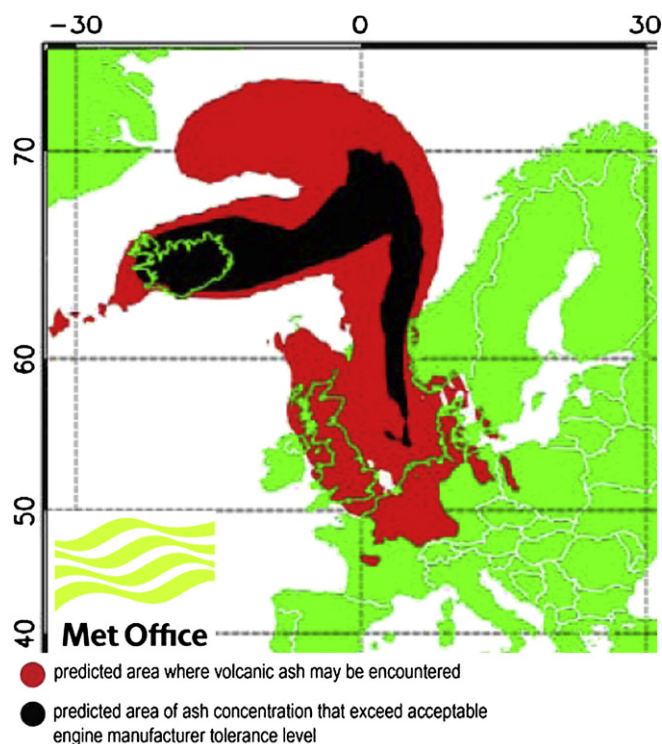 -30 0 30
70
60
50
40
Met Office
predicted area where volcanic ash may be encountered
predicted area of ash concentration that exceed acceptable
engine manufacturer tolerance level